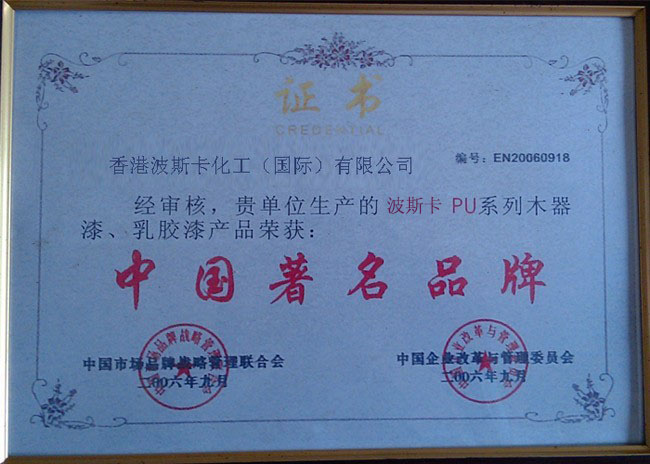 证书
CREDENTIAL
香港波斯卡化工（国际）有限公司 编号：EN20060918
经审核，贵单位生产的 波斯卡 PU系列木器
漆、乳胶漆产品荣获：
中国著名品牌
中国市场品牌战略管理联合会 中国企业改革与管理委员会
二00六年九月 二00六年九月